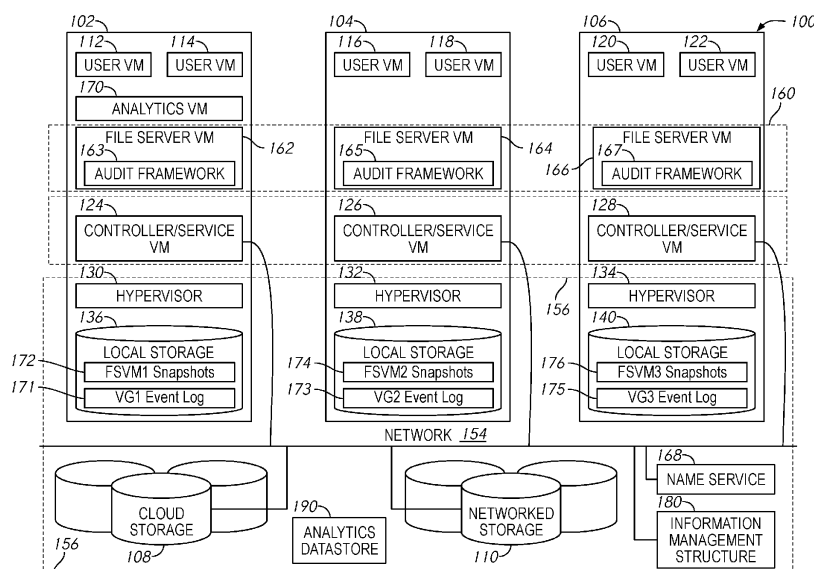 102
104
106
100
112
114
116
118
120
122
USER VM
USER VM
USER VM
USER VM
USER VM
USER VM
170
ANALYTICS VM
160
FILE SERVER VM
162
FILE SERVER VM
164
FILE SERVER VM
163
165
166
167
AUDIT FRAMEWORK
AUDIT FRAMEWORK
AUDIT FRAMEWORK
124
126
128
CONTROLLER/SERVICE
VM
CONTROLLER/SERVICE
VM
CONTROLLER/SERVICE
VM
130
132
156
134
HYPERVISOR
HYPERVISOR
HYPERVISOR
136
138
140
LOCAL STORAGE
LOCAL STORAGE
LOCAL STORAGE
172
FSVM1 Snapshots
174
FSVM2 Snapshots
176
FSVM3 Snapshots
171
VG1 Event Log
173
VG2 Event Log
175
VG3 Event Log
NETWORK 154
168
NAME SERVICE
CLOUD
STORAGE
108
190
ANALYTICS
DATASTORE
NETWORKED
STORAGE
110
180
INFORMATION
MANAGEMENT
STRUCTURE
156